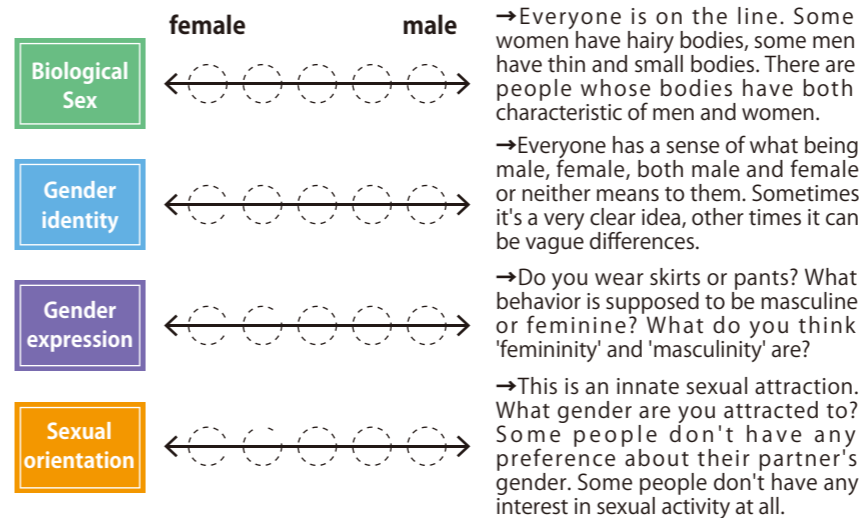 female male
Biological
Sex
→Everyone is on the line. Some
women have hairy bodies, some men
have thin and small bodies. There are
people whose bodies have both
characteristic of men and women.
Gender
identity
→Everyone has a sense of what being
male, female, both male and female
or neither means to them. Sometimes
it's a very clear idea, other times it can
be vague differences.
Gender
expression
→Do you wear skirts or pants? What
behavior is supposed to be masculine
or feminine? What do you think
'femininity' and 'masculinity' are?
Sexual
orientation
→This is an innate sexual attraction.
What gender are you attracted to?
Some people don't have any
preference about their partner's
gender. Some people don't have any
interest in sexual activity at all.